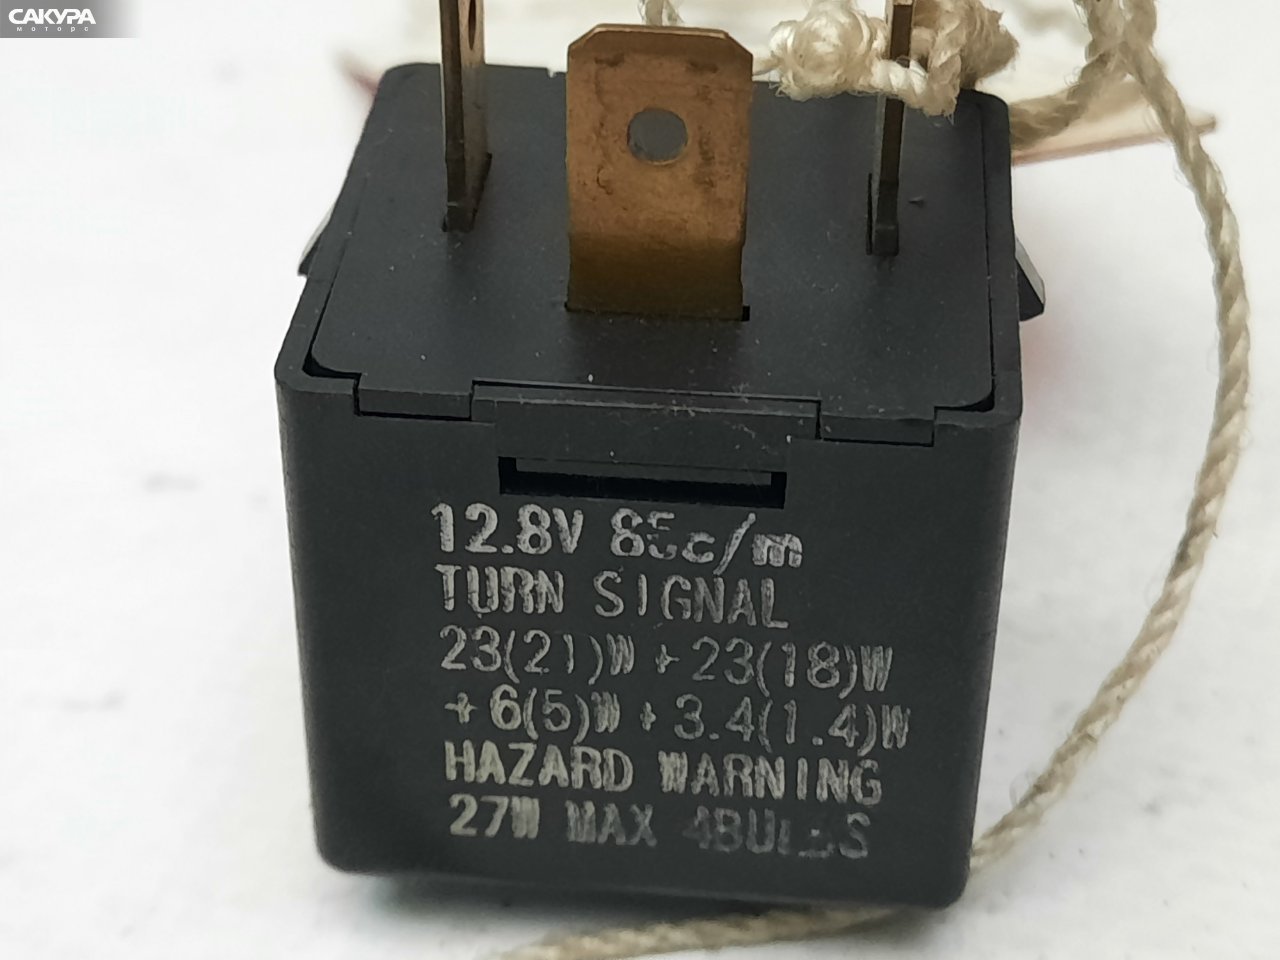 САКУРА
МОТОРС
12.8V 85c/m
TURN SIGNAL
23(21)W + 23(18)W
+ 6(5)W + 3.4(1.4)W
HAZARD WARNING
27W MAX 4BULBS